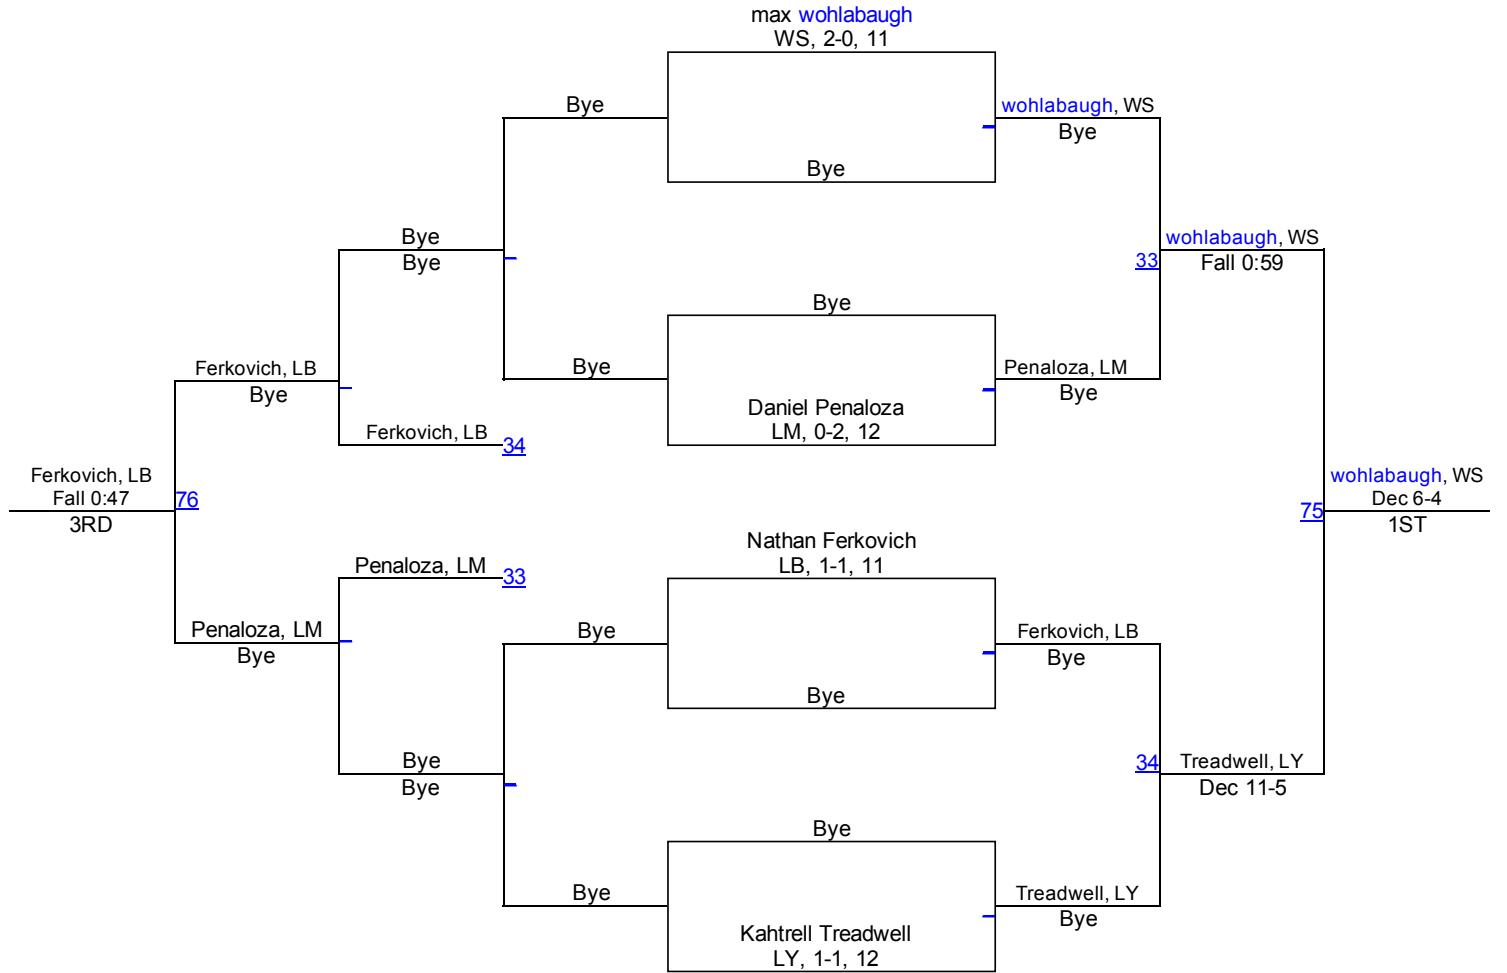 max wohlabaugh
WS, 2-0, 11
Bye
wohlabaugh, WS
Bye
Bye
Bye
Bye
wohlabaugh, WS
33
Fall 0:59
Bye
Ferkovich, LB
Bye
Bye
Penaloza, LM
Bye
Daniel Penaloza
LM, 0-2, 12
Ferkovich, LB
34
Ferkovich, LB
Fall 0:47
76
3RD
wohlabaugh, WS
Dec 6-4
75
1ST
Nathan Ferkovich
LB, 1-1, 11
Penaloza, LM
33
Penaloza, LM
Bye
Bye
Ferkovich, LB
Bye
Bye
Bye
Bye
34
Treadwell, LY
Dec 11-5
Bye
Bye
Treadwell, LY
Bye
Kahtrell Treadwell
LY, 1-1, 12